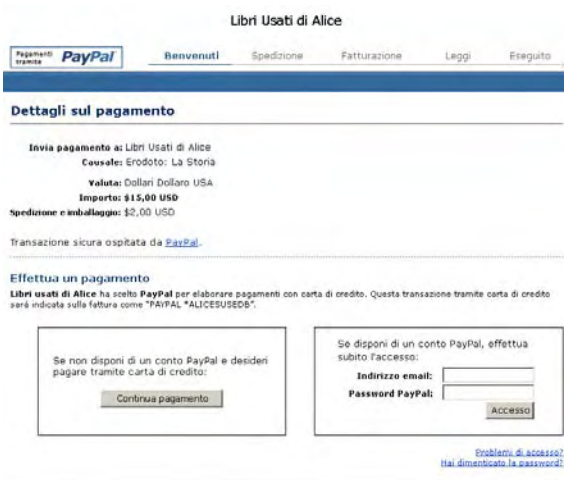 Libri Usati di Alice
Pagamenti tramite PayPal Benvenuti Spedizione Fatturazione Leggi Eseguito
Dettagli sul pagamento
Invia pagamento a: Libri Usati di Alice
Causale: Erodoto: La Storia
Valuta: Dollari Dollaro USA
Importo: $15,00 USD
Spedizione e imballaggio: $2,00 USD
Transazione sicura ospitata da PayPal.
Effettua un pagamento
Libri usati di Alice ha scelto PayPal per elaborare pagamenti con carta di credito. Questa transazione tramite carta di credito
sarà indicata sulla fattura come "PAYPAL *ALICESUSEDB".
Se non disponi di un conto PayPal e desideri
pagare tramite carta di credito:
Continua pagamento
Se disponi di un conto PayPal, effettua
subito l'accesso:
Indirizzo email:
Password PayPal:
Accesso
Problemi di accesso?
Hai dimenticato la password?